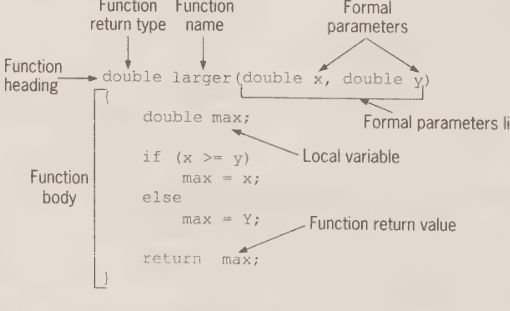 Function Function Formal
return type name parameters
Function
heading double larger(double x, double y)
{
double max; Formal parameters li
if (x >= y) Local variable
max = x;
Function
body else
max = Y; Function return value
return max;
}